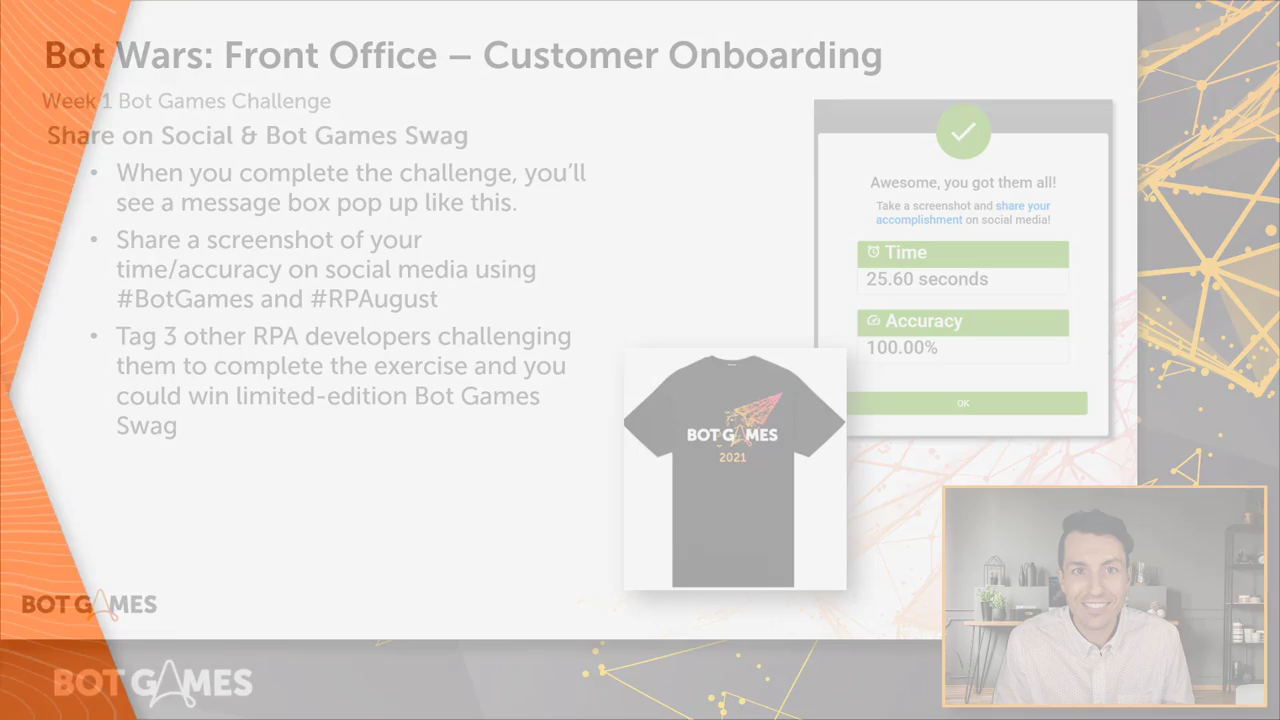 Bot Wars: Front Office – Customer Onboarding
Week 1 Bot Games Challenge
Share on Social & Bot Games Swag
• When you complete the challenge, you'll
see a message box pop up like this.
• Share a screenshot of your
time/accuracy on social media using
#BotGames and #RPAugust
• Tag 3 other RPA developers challenging
them to complete the exercise and you
could win limited-edition Bot Games
Swag
Awesome, you got them all!
Take a screenshot and share your
accomplishment on social media!
Time
25.60 seconds
Accuracy
100.00%
OK
BOT GAMES
2021
BOT GAMES
BOT GAMES